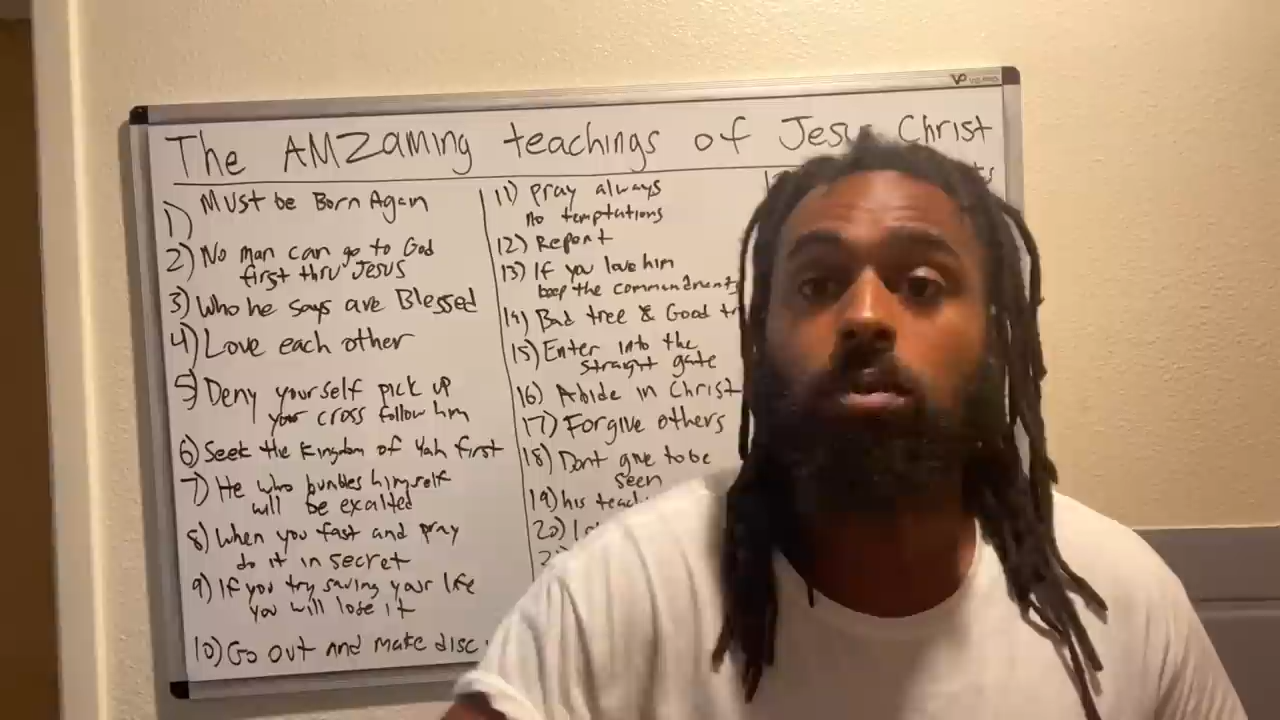 The AMZaming teachings of Jesus Christ
1) Must be Born Again
2) No man can go to God
first thru Jesus
3) Who he says are Blessed
4) Love each other
5) Deny yourself pick up
your cross follow him
6) Seek the Kingdom of Yah first
7) He who humbles himself
will be exalted
8) When you fast and pray
do it in secret
9) If you try saving your life
you will lose it
10) Go out and make disc
11) pray always
no temptations
12) Repent
13) If you love him
keep the commandments
14) Bad tree & Good tr
15) Enter into the
straight gate
16) Abide in Christ
17) Forgive others
18) Dont give to be
seen
19) his teach
20)